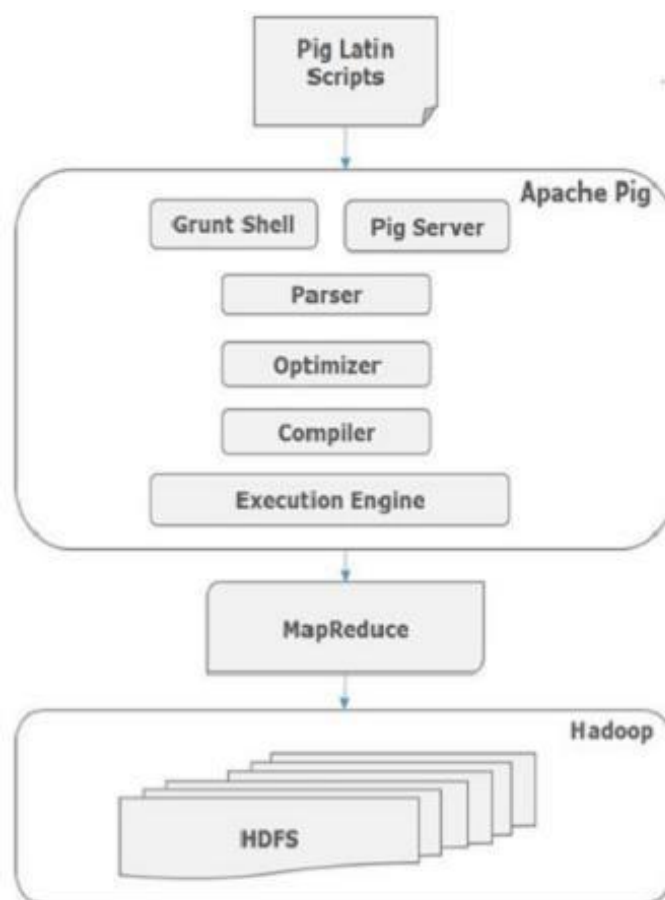 Pig Latin
Scripts
Apache Pig
Grunt Shell
Pig Server
Parser
Optimizer
Compiler
Execution Engine
MapReduce
Hadoop
HDFS